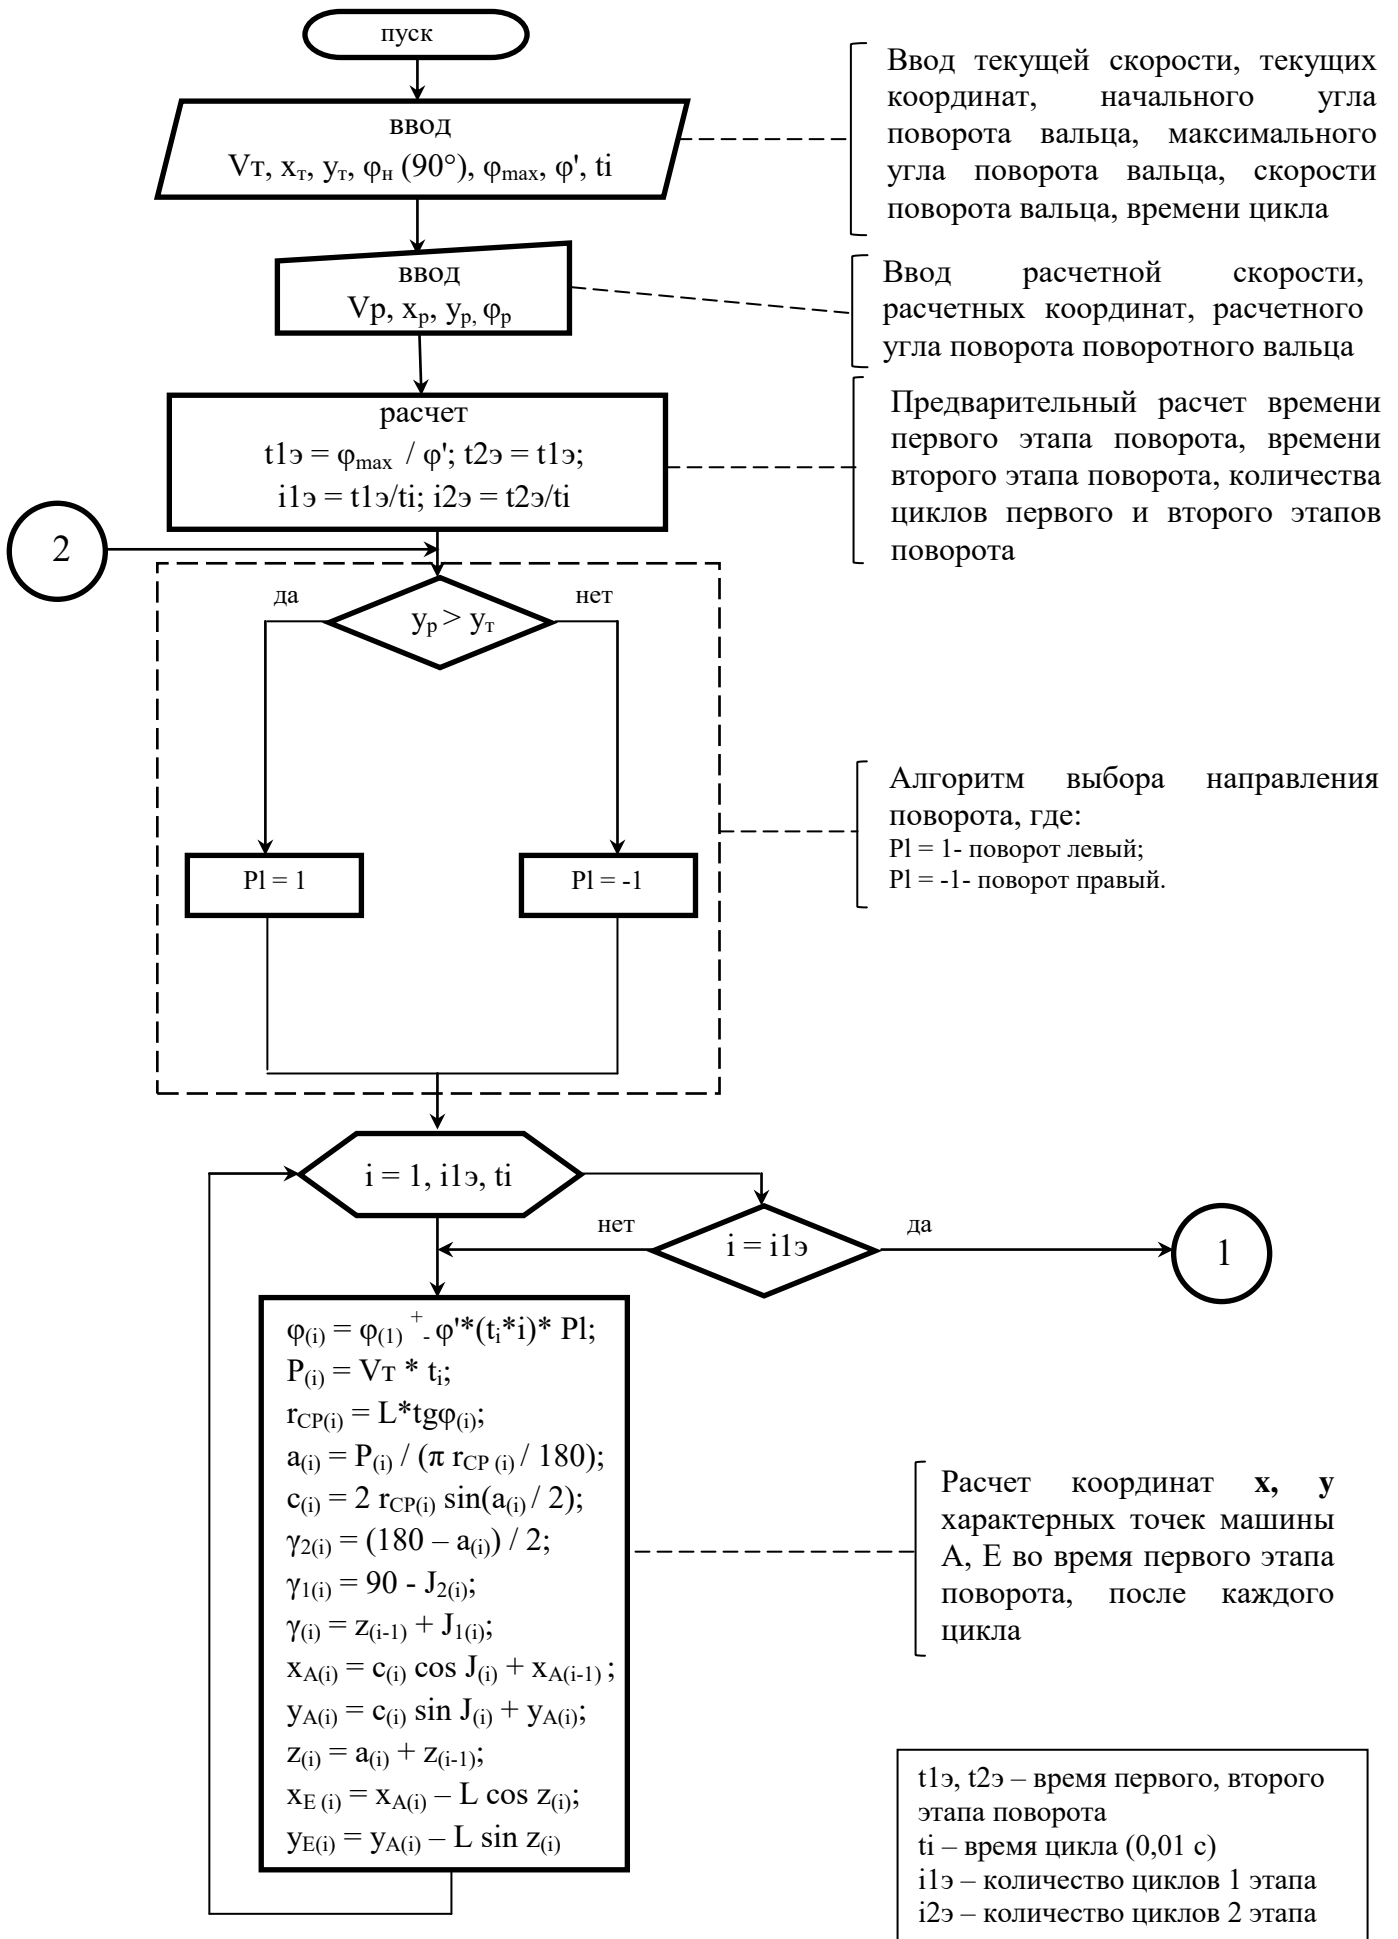 пуск
ввод
Vт, xт, yт, φн (90°), φmax, φ', ti
Ввод текущей скорости, текущих
координат, начального угла
поворота вальца, максимального
угла поворота вальца, скорости
поворота вальца, времени цикла
ввод
Vр, xр, yр, φр
Ввод расчетной скорости,
расчетных координат, расчетного
угла поворота поворотного вальца
расчет
t1э = φmax / φ'; t2э = t1э;
i1э = t1э/ti; i2э = t2э/ti
Предварительный расчет времени
первого этапа поворота, времени
второго этапа поворота, количества
циклов первого и второго этапов
поворота
2
да
нет
yр > yт
Pl = 1
Pl = -1
Алгоритм выбора направления
поворота, где:
Pl = 1- поворот левый;
Pl = -1- поворот правый.
i = 1, i1э, ti
нет
да
i = i1э
1
φ(i) = φ(1) +- φ'*(ti*i)* Pl;
P(i) = Vт * ti;
rCP(i) = L*tgφ(i);
a(i) = P(i) / (π rCP (i) / 180);
c(i) = 2 rCP(i) sin(a(i) / 2);
γ2(i) = (180 – a(i)) / 2;
γ1(i) = 90 - J2(i);
γ(i) = z(i-1) + J1(i);
xA(i) = c(i) cos J(i) + xA(i-1) ;
yA(i) = c(i) sin J(i) + yA(i);
z(i) = a(i) + z(i-1);
xE (i) = xA(i) – L cos z(i);
yE(i) = yA(i) – L sin z(i)
Расчет координат x, y
характерных точек машины
А, Е во время первого этапа
поворота, после каждого
цикла
t1э, t2э – время первого, второго
этапа поворота
ti – время цикла (0,01 с)
i1э – количество циклов 1 этапа
i2э – количество циклов 2 этапа